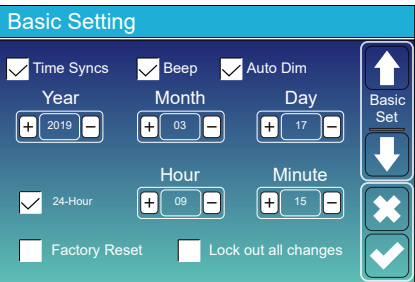 Basic Setting
Time Syncs Beep Auto Dim
Year Month Day
Basic Set
+ 2019 − + 03 − + 17 −
Hour Minute
24-Hour + 09 − + 15 −
Factory Reset Lock out all changes